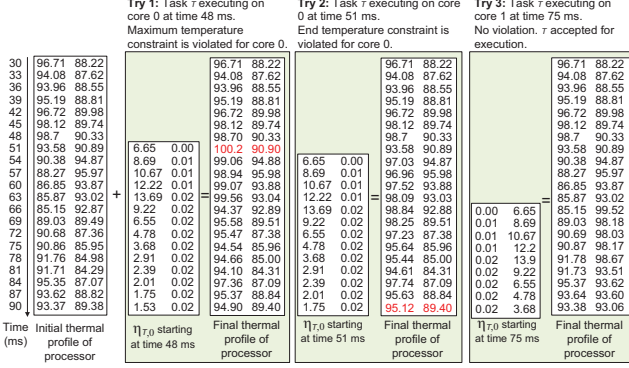 Try 1: Task τ executing on
core 0 at time 48 ms.
Maximum temperature
constraint is violated for core 0.
Try 2: Task τ executing on core
0 at time 51 ms.
End temperature constraint is
violated for core 0.
Try 3: Task τ executing on
core 1 at time 75 ms.
No violation. τ accepted for
execution.
30 96.71 88.22
33 94.08 87.62
36 93.96 88.55
39 95.19 88.81
42 96.72 89.98
45 98.12 89.74
48 98.7 90.33
51 93.58 90.89
54 90.38 94.87
57 88.27 95.97
60 86.85 93.87
63 85.87 93.02
66 85.15 92.87
69 89.03 89.49
72 90.68 87.36
75 90.86 85.95
78 91.76 84.98
81 91.71 84.29
84 95.35 87.07
87 93.62 88.82
90 93.37 89.38
Time
(ms)
Initial thermal
profile of
processor
+
6.65 0.00
8.69 0.01
10.67 0.01
12.22 0.01
13.69 0.02
9.22 0.02
6.55 0.02
4.78 0.02
3.68 0.02
2.91 0.02
2.39 0.02
2.01 0.02
1.75 0.02
1.53 0.02
ητ,0 starting
at time 48 ms
=
96.71 88.22
94.08 87.62
93.96 88.55
95.19 88.81
96.72 89.98
98.12 89.74
98.70 90.33
100.2 90.90
99.06 94.88
98.94 95.98
99.07 93.88
99.56 93.04
94.37 92.89
95.58 89.51
95.47 87.38
94.54 85.96
94.66 85.00
94.10 84.31
97.36 87.09
95.37 88.84
94.90 89.40
Final thermal
profile of
processor
6.65 0.00
8.69 0.01
10.67 0.01
12.22 0.01
13.69 0.02
9.22 0.02
6.55 0.02
4.78 0.02
3.68 0.02
2.91 0.02
2.39 0.02
2.01 0.02
1.75 0.02
ητ,0 starting
at time 51 ms
=
96.71 88.22
94.08 87.62
93.96 88.55
95.19 88.81
96.72 89.98
98.12 89.74
98.7 90.33
93.58 90.89
97.03 94.87
96.96 95.98
97.52 93.88
98.09 93.03
98.84 92.88
98.25 89.51
97.23 87.38
95.64 85.96
95.44 85.00
94.61 84.31
97.74 87.09
95.63 88.84
95.12 89.40
Final thermal
profile of
processor
0.00 6.65
0.01 8.69
0.01 10.67
0.01 12.2
0.02 13.9
0.02 9.22
0.02 6.55
0.02 4.78
0.02 3.68
ητ,0 starting
at time 75 ms
=
96.71 88.22
94.08 87.62
93.96 88.55
95.19 88.81
96.72 89.98
98.12 89.74
98.7 90.33
93.58 90.89
90.38 94.87
88.27 95.97
86.85 93.87
85.87 93.02
85.15 99.52
89.03 98.18
90.69 98.03
90.87 98.17
91.78 98.67
91.73 93.51
95.37 93.62
93.64 93.60
93.38 93.06
Final thermal
profile of
processor